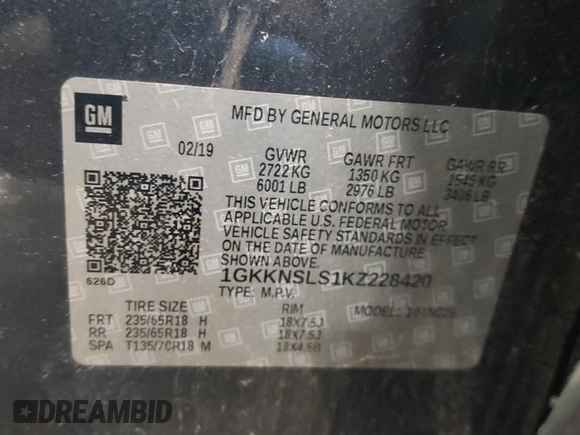 GM
MFD BY GENERAL MOTORS LLC
02/19 GVWR GAWR FRT GAWR RR
2722 KG 1350 KG 1545 KG
6001 LB 2976 LB 3406 LB
THIS VEHICLE CONFORMS TO ALL
APPLICABLE U.S. FEDERAL MOTOR
VEHICLE SAFETY STANDARDS IN EFFECT
ON THE DATE OF MANUFACTURE
SHOWN ABOVE.
626D
1GKKNSLS1KZ228420
TYPE: M.P.V.
TIRE SIZE RIM MODEL:
FRT 235/65R18 H 18X7.5J
RR 235/65R18 H 18X7.5J
SPA T135/70R18 M 18X4.5B
DREAMBID